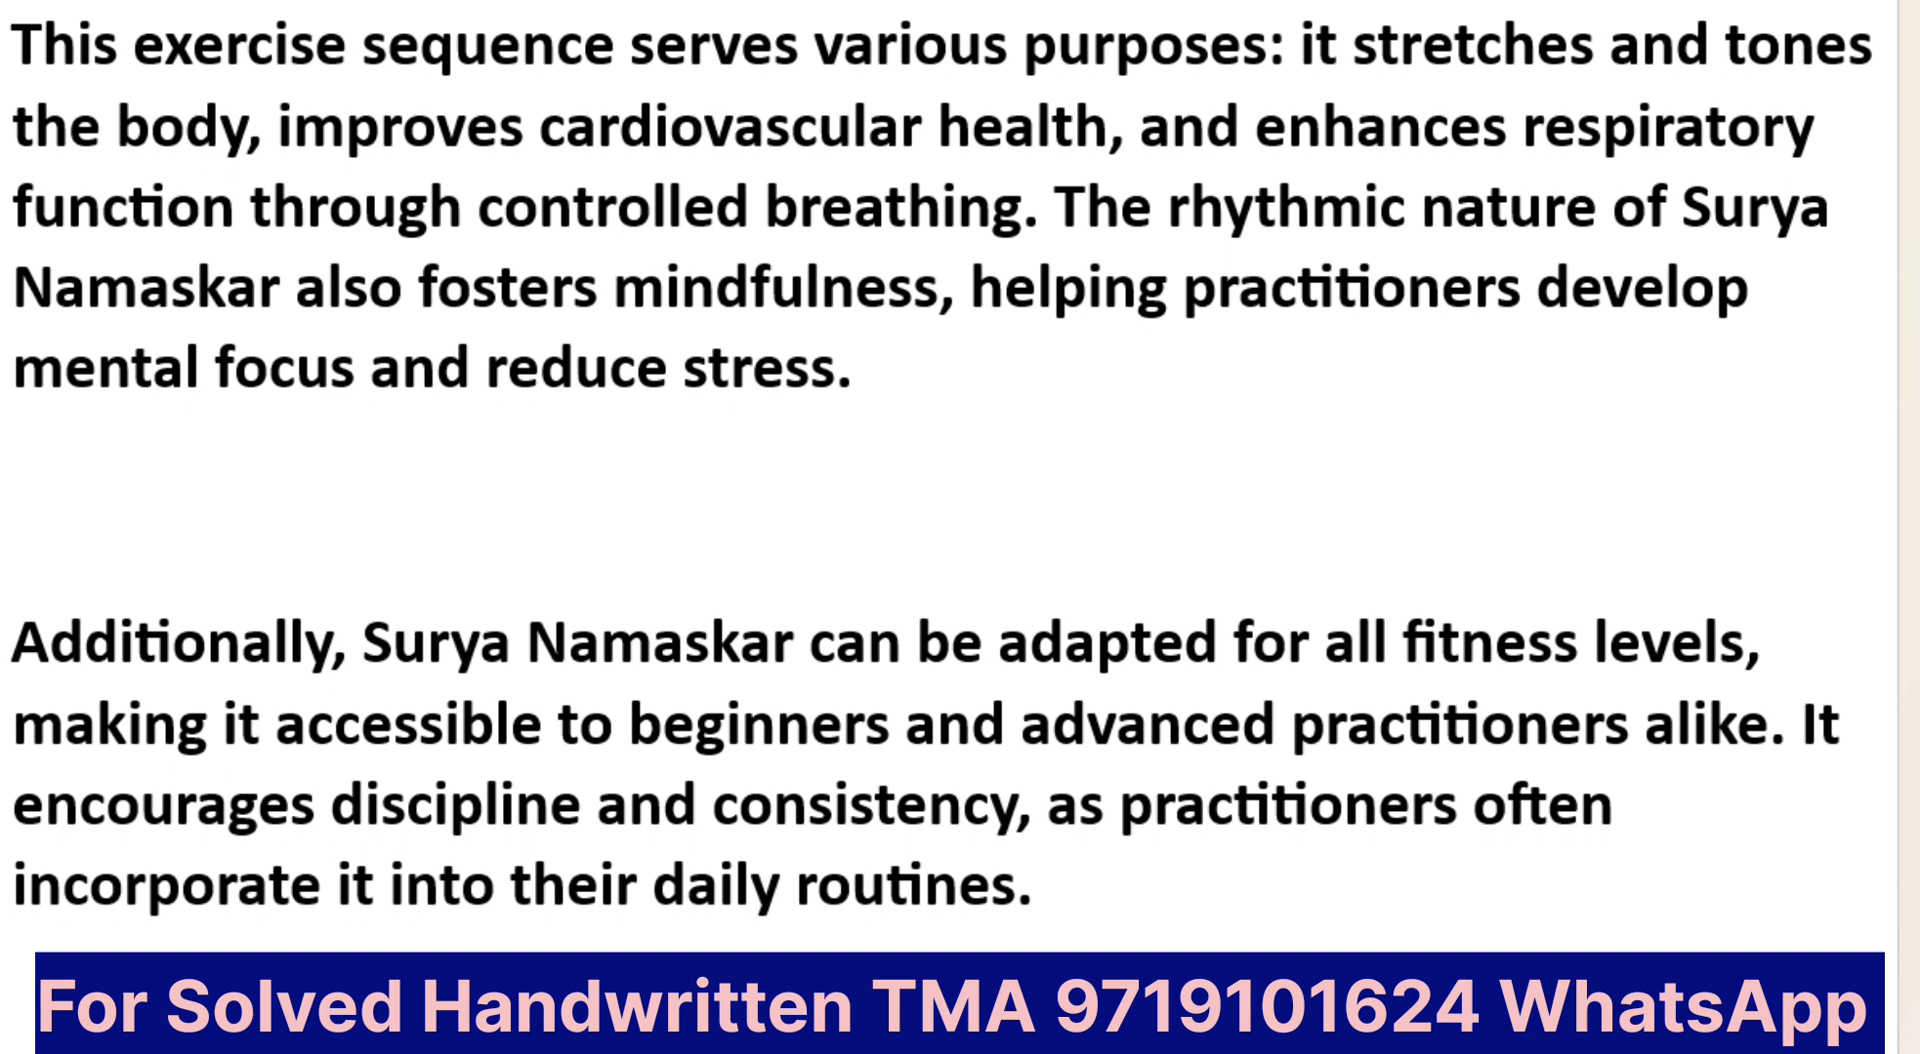 This exercise sequence serves various purposes: it stretches and tones
the body, improves cardiovascular health, and enhances respiratory
function through controlled breathing. The rhythmic nature of Surya
Namaskar also fosters mindfulness, helping practitioners develop
mental focus and reduce stress.
Additionally, Surya Namaskar can be adapted for all fitness levels,
making it accessible to beginners and advanced practitioners alike. It
encourages discipline and consistency, as practitioners often
incorporate it into their daily routines.
For Solved Handwritten TMA 9719101624 WhatsApp